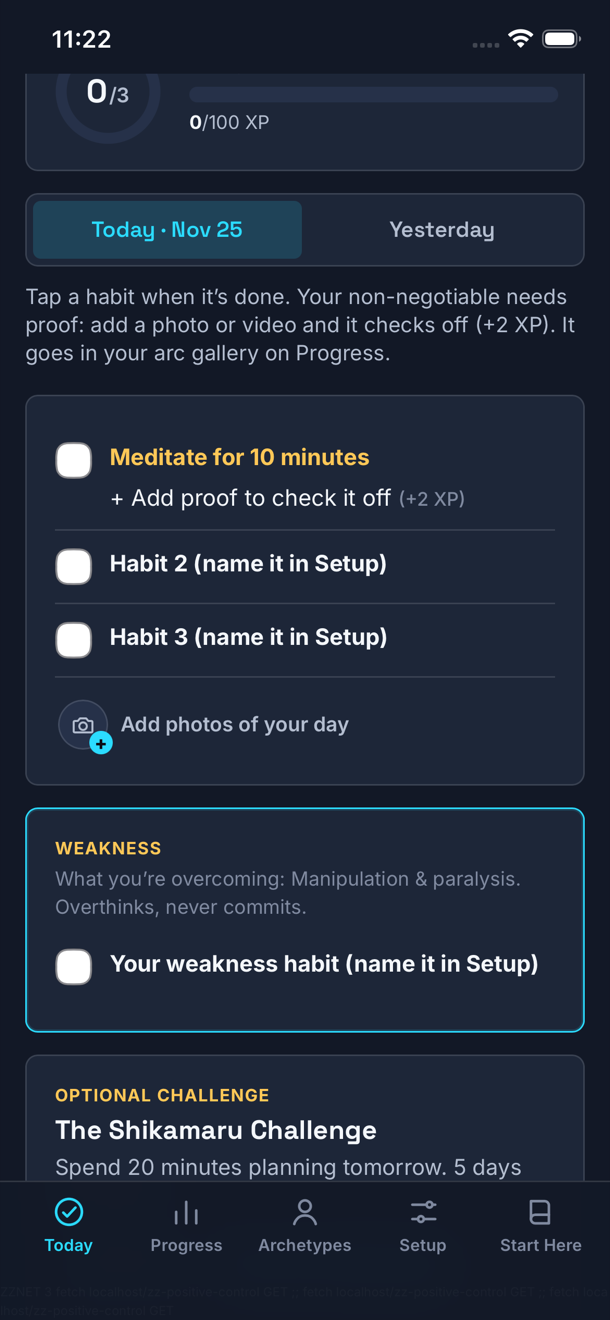 11:22
0/3
0/100 XP
Today · Nov 25
Yesterday
Tap a habit when it’s done. Your non-negotiable needs
proof: add a photo or video and it checks off (+2 XP). It
goes in your arc gallery on Progress.
Meditate for 10 minutes
+ Add proof to check it off (+2 XP)
Habit 2 (name it in Setup)
Habit 3 (name it in Setup)
Add photos of your day
WEAKNESS
What you’re overcoming: Manipulation & paralysis.
Overthinks, never commits.
Your weakness habit (name it in Setup)
OPTIONAL CHALLENGE
The Shikamaru Challenge
Spend 20 minutes planning tomorrow. 5 days
Today
Progress
Archetypes
Setup
Start Here